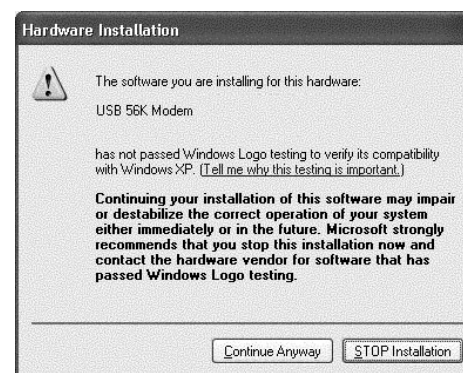 Hardware Installation
The software you are installing for this hardware:
USB 56K Modem
has not passed Windows Logo testing to verify its compatibility
with Windows XP. (Tell me why this testing is important.)
Continuing your installation of this software may impair
or destabilize the correct operation of your system
either immediately or in the future. Microsoft strongly
recommends that you stop this installation now and
contact the hardware vendor for software that has
passed Windows Logo testing.
Continue Anyway
STOP Installation